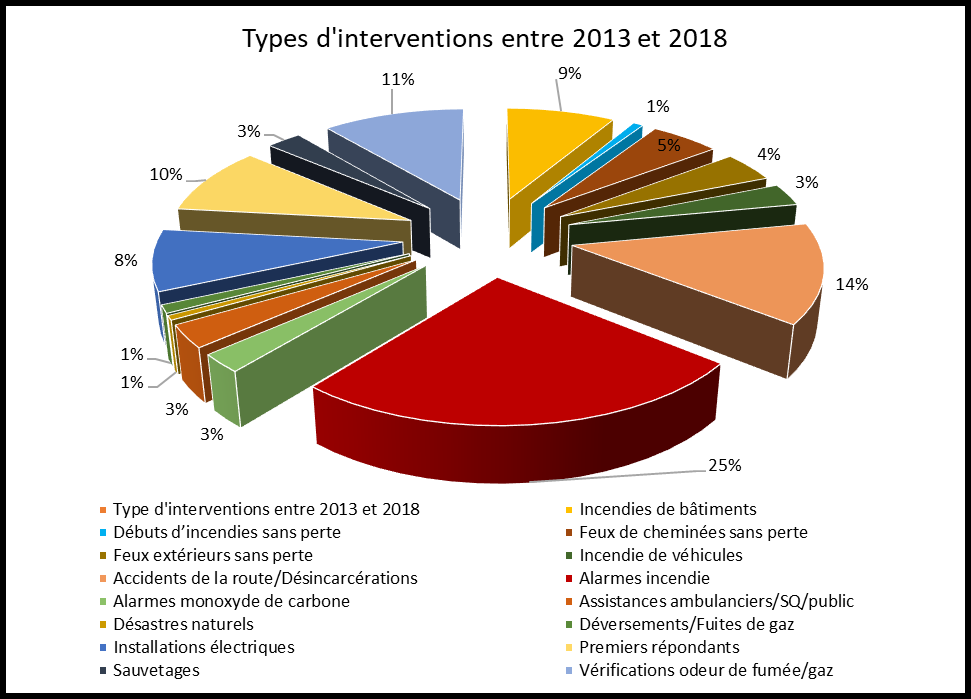 Types d'interventions entre 2013 et 2018
11%
9%
1%
3%
5%
4%
10%
3%
8%
14%
1%
1%
3%
3%
25%
Type d'interventions entre 2013 et 2018
Incendies de bâtiments
Débuts d’incendies sans perte
Feux de cheminées sans perte
Feux extérieurs sans perte
Incendie de véhicules
Accidents de la route/Désincarcérations
Alarmes incendie
Alarmes monoxyde de carbone
Assistances ambulanciers/SQ/public
Désastres naturels
Déversements/Fuites de gaz
Installations électriques
Premiers répondants
Sauvetages
Vérifications odeur de fumée/gaz